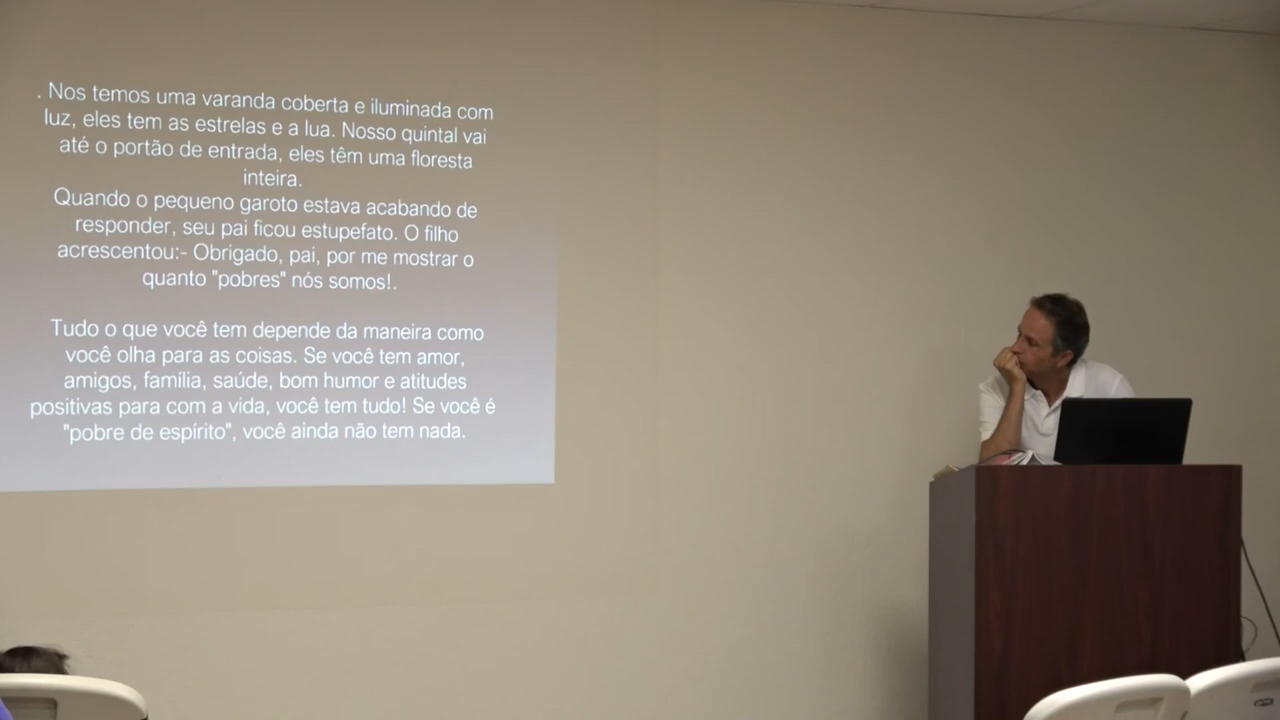 . Nos temos uma varanda coberta e iluminada com
luz, eles tem as estrelas e a lua. Nosso quintal vai
até o portão de entrada, eles têm uma floresta
inteira.
Quando o pequeno garoto estava acabando de
responder, seu pai ficou estupefato. O filho
acrescentou:- Obrigado, pai, por me mostrar o
quanto "pobres" nós somos!.
Tudo o que você tem depende da maneira como
você olha para as coisas. Se você tem amor,
amigos, família, saúde, bom humor e atitudes
positivas para com a vida, você tem tudo! Se você é
"pobre de espírito", você ainda não tem nada.